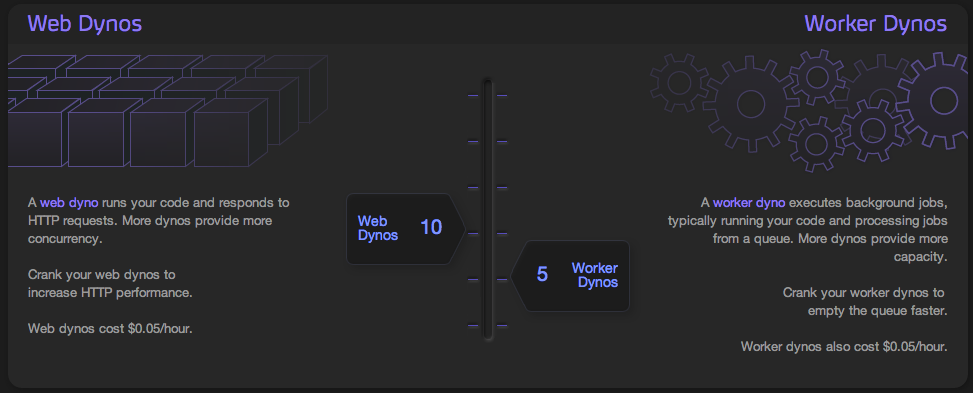 Web Dynos
Worker Dynos
A web dyno runs your code and responds to
HTTP requests. More dynos provide more
concurrency.
Crank your web dynos to
increase HTTP performance.
Web dynos cost $0.05/hour.
Web
Dynos
10
5
Worker
Dynos
A worker dyno executes background jobs,
typically running your code and processing jobs
from a queue. More dynos provide more
capacity.
Crank your worker dynos to
empty the queue faster.
Worker dynos also cost $0.05/hour.